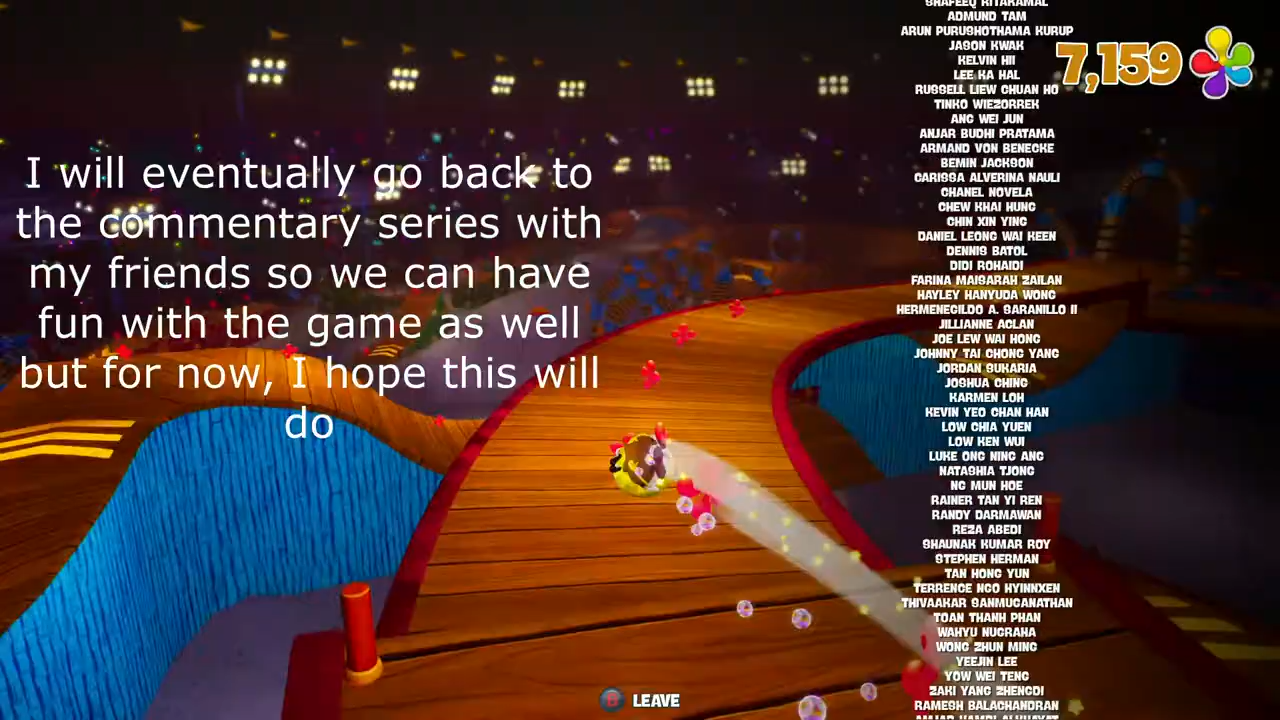 I will eventually go back to
the commentary series with
my friends so we can have
fun with the game as well
but for now, I hope this will
do
7,159
ADMUND TAM
ARUN PURUSHOTHAMA KURUP
JASON KWAK
KELVIN HII
LEE KA HAL
RUSSELL LIEW CHUAN HO
TINKO WIEZORREK
ANG WEI JUN
ANJAR BUDHI PRATAMA
ARMAND VON BENECKE
BEMIN JACKSON
CARISSA ALVERINA NAULI
CHANEL NOVELA
CHEW KHAI HUNG
CHIN XIN YING
DANIEL LEONG WAI KEEN
DENNIS BATOL
DIDI ROHAIDI
FARINA MAISARAH ZAILAN
HAYLEY HANYUDA WONG
HERMENEGILDO A. SARANILLO II
JILLIANNE ACLAN
JOE LEW WAI HONG
JOHNNY TAI CHONG YANG
JORDAN SUKARIA
JOSHUA CHING
KARMEN LOH
KEVIN YEO CHAN HAN
LOW CHIA YUEN
LOW KEN WUI
LUKE ONG NING ANG
NATASHIA TJONG
NG MUN HOE
RAINER TAN YI REN
RANDY DARMAWAN
REZA ABEDI
SHAUNAK KUMAR ROY
STEPHEN HERMAN
TAN HONG YUN
TERRENCE NGO HYINNXEN
THIVAAKAR SANMUGANATHAN
TOAN THANH PHAN
WAHYU NUGRAHA
WONG ZHUN MING
YEEJIN LEE
YOW WEI TENG
ZAKI YANG ZHENGDI
RAMESH BALACHANDRAN
B LEAVE